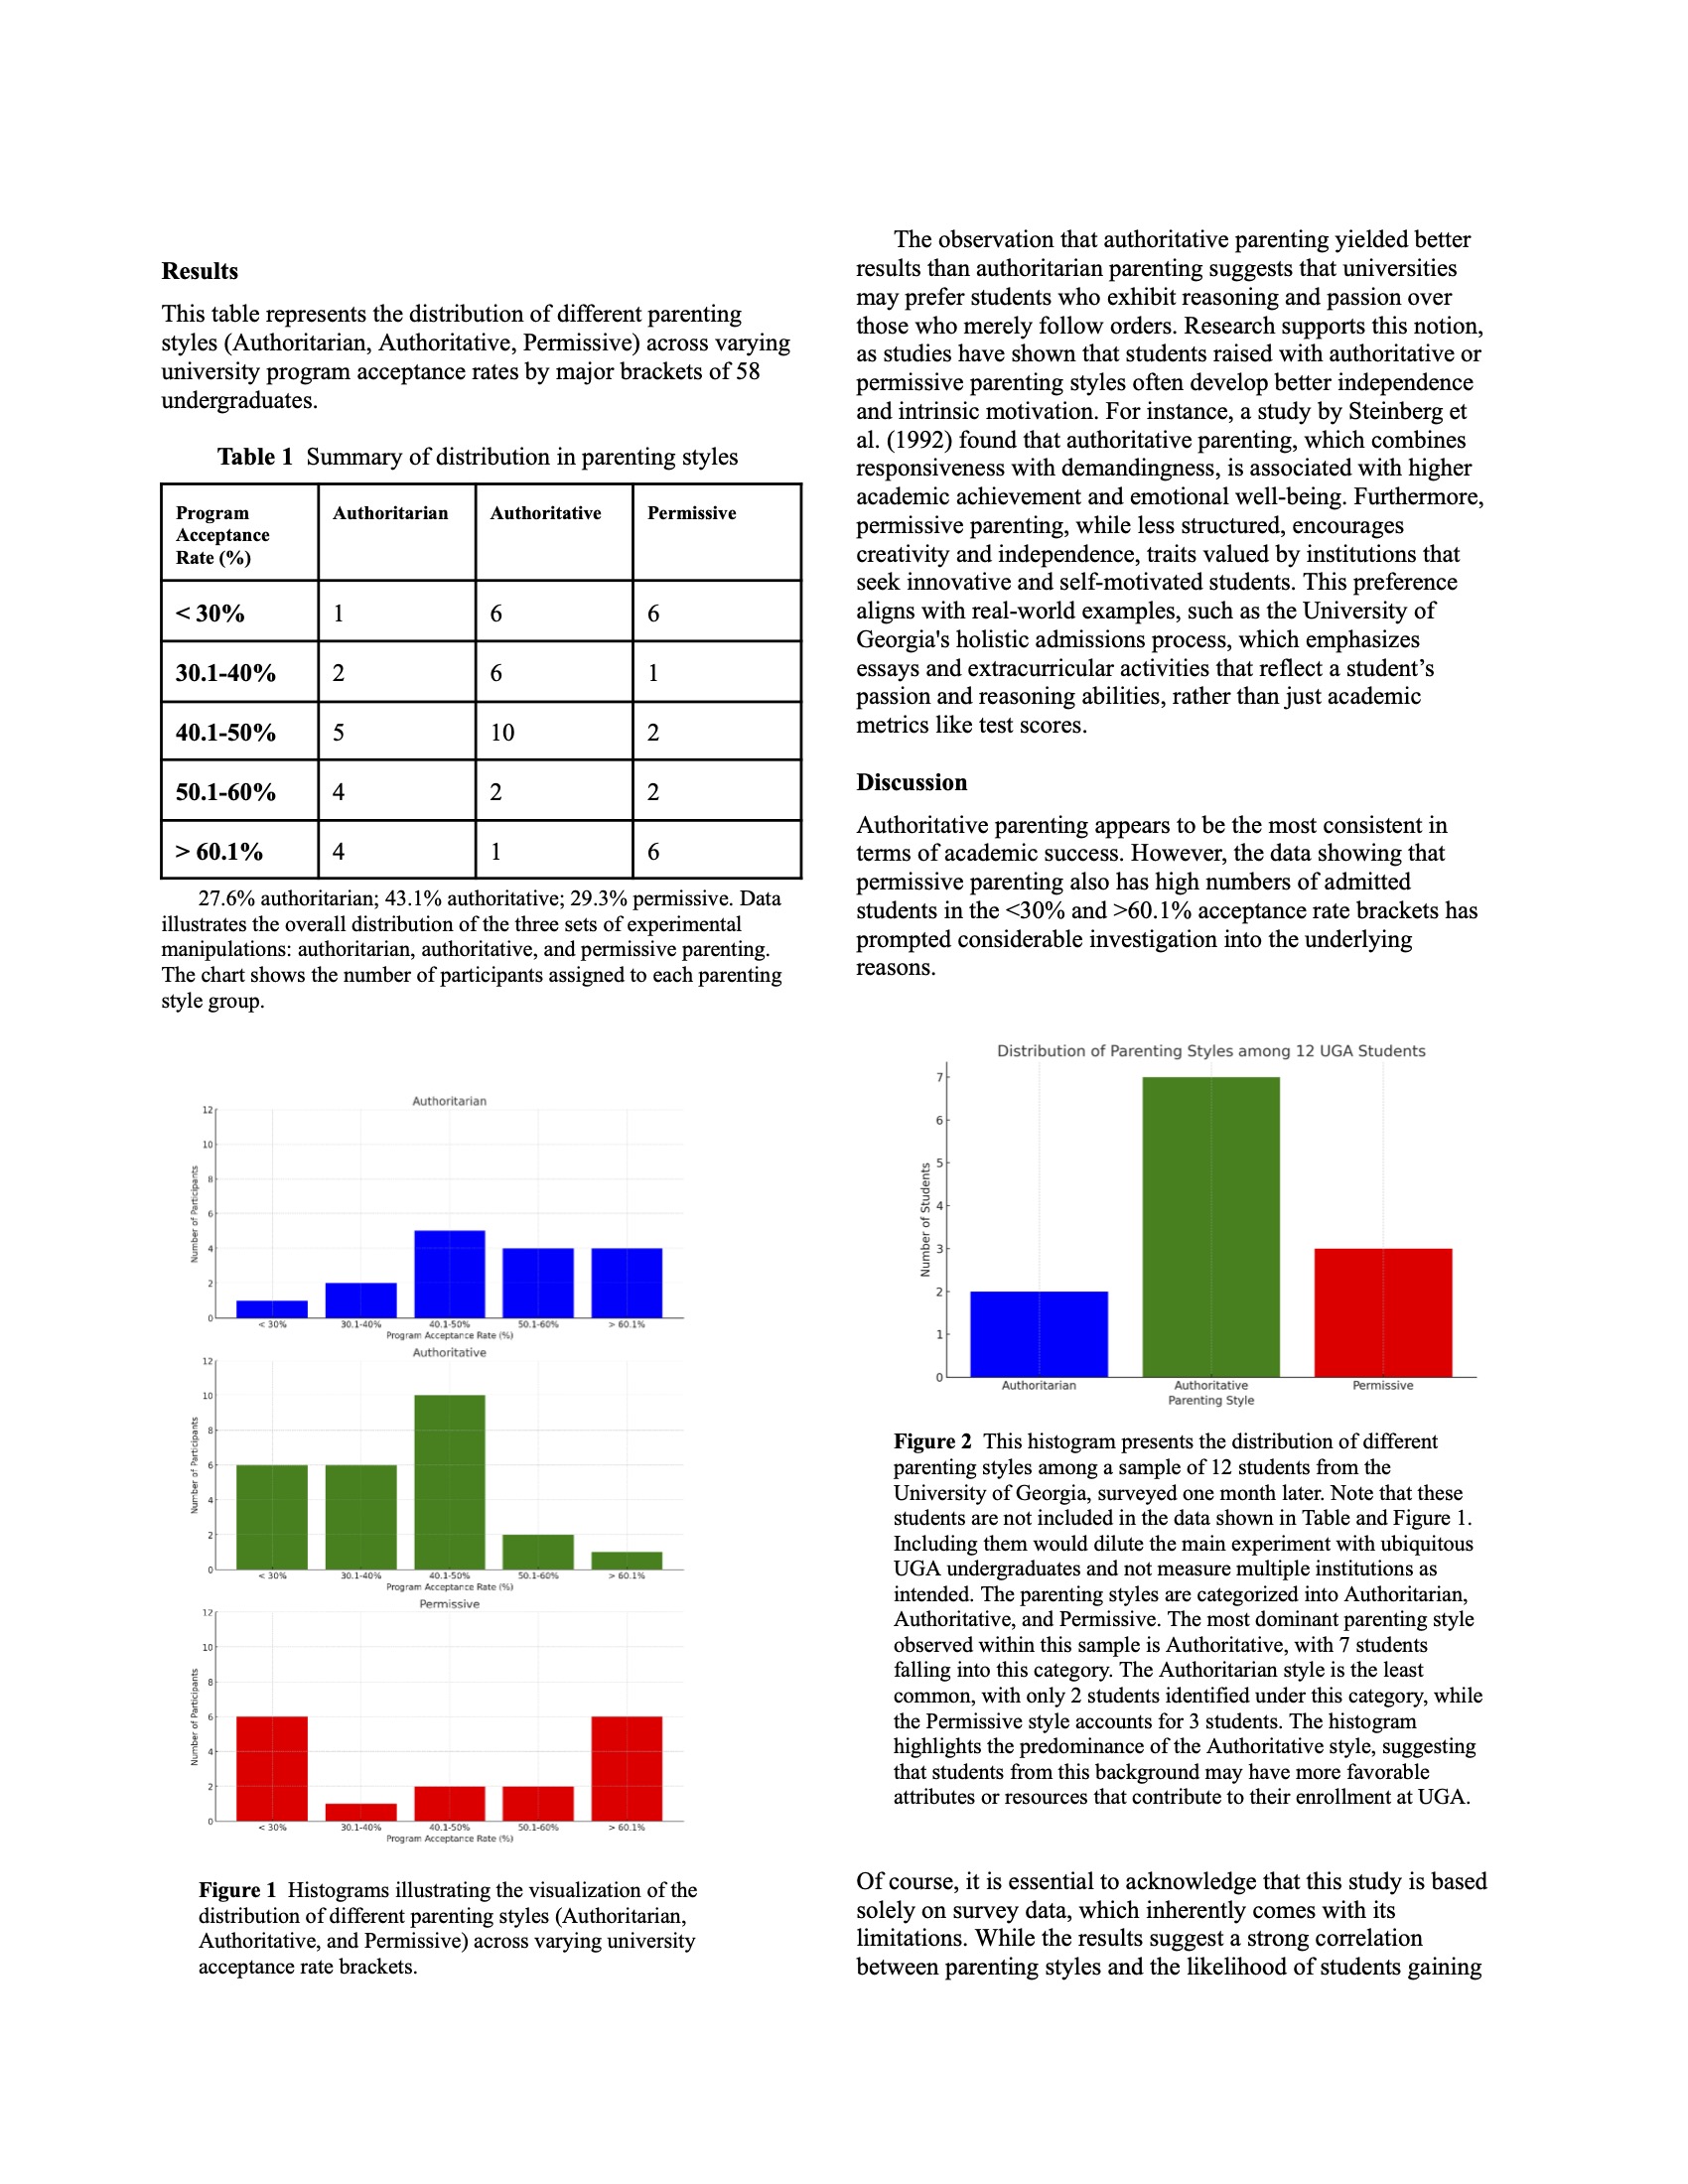 Results
This table represents the distribution of different parenting
styles (Authoritarian, Authoritative, Permissive) across varying
university program acceptance rates by major brackets of 58
undergraduates.
Table 1 Summary of distribution in parenting styles
Program Acceptance Rate (%) Authoritarian Authoritative Permissive
< 30% 1 6 6
30.1-40% 2 6 1
40.1-50% 5 10 2
50.1-60% 4 2 2
> 60.1% 4 1 6
27.6% authoritarian; 43.1% authoritative; 29.3% permissive. Data
illustrates the overall distribution of the three sets of experimental
manipulations: authoritarian, authoritative, and permissive parenting.
The chart shows the number of participants assigned to each parenting
style group.
Authoritarian
12
10
8
6
4
2
0
Number of Participants
< 30% 30.1-40% 40.1-50% 50.1-60% > 60.1%
Program Acceptance Rate (%)
Authoritative
12
10
8
6
4
2
0
Number of Participants
< 30% 30.1-40% 40.1-50% 50.1-60% > 60.1%
Program Acceptance Rate (%)
Permissive
12
10
8
6
4
2
0
Number of Participants
< 30% 30.1-40% 40.1-50% 50.1-60% > 60.1%
Program Acceptance Rate (%)
Figure 1 Histograms illustrating the visualization of the
distribution of different parenting styles (Authoritarian,
Authoritative, and Permissive) across varying university
acceptance rate brackets.
The observation that authoritative parenting yielded better
results than authoritarian parenting suggests that universities
may prefer students who exhibit reasoning and passion over
those who merely follow orders. Research supports this notion,
as studies have shown that students raised with authoritative or
permissive parenting styles often develop better independence
and intrinsic motivation. For instance, a study by Steinberg et
al. (1992) found that authoritative parenting, which combines
responsiveness with demandingness, is associated with higher
academic achievement and emotional well-being. Furthermore,
permissive parenting, while less structured, encourages
creativity and independence, traits valued by institutions that
seek innovative and self-motivated students. This preference
aligns with real-world examples, such as the University of
Georgia's holistic admissions process, which emphasizes
essays and extracurricular activities that reflect a student’s
passion and reasoning abilities, rather than just academic
metrics like test scores.
Discussion
Authoritative parenting appears to be the most consistent in
terms of academic success. However, the data showing that
permissive parenting also has high numbers of admitted
students in the <30% and >60.1% acceptance rate brackets has
prompted considerable investigation into the underlying
reasons.
Distribution of Parenting Styles among 12 UGA Students
7
6
5
4
3
2
1
0
Number of Students
Authoritarian Authoritative Permissive
Parenting Style
Figure 2 This histogram presents the distribution of different
parenting styles among a sample of 12 students from the
University of Georgia, surveyed one month later. Note that these
students are not included in the data shown in Table and Figure 1.
Including them would dilute the main experiment with ubiquitous
UGA undergraduates and not measure multiple institutions as
intended. The parenting styles are categorized into Authoritarian,
Authoritative, and Permissive. The most dominant parenting style
observed within this sample is Authoritative, with 7 students
falling into this category. The Authoritarian style is the least
common, with only 2 students identified under this category, while
the Permissive style accounts for 3 students. The histogram
highlights the predominance of the Authoritative style, suggesting
that students from this background may have more favorable
attributes or resources that contribute to their enrollment at UGA.
Of course, it is essential to acknowledge that this study is based
solely on survey data, which inherently comes with its
limitations. While the results suggest a strong correlation
between parenting styles and the likelihood of students gaining